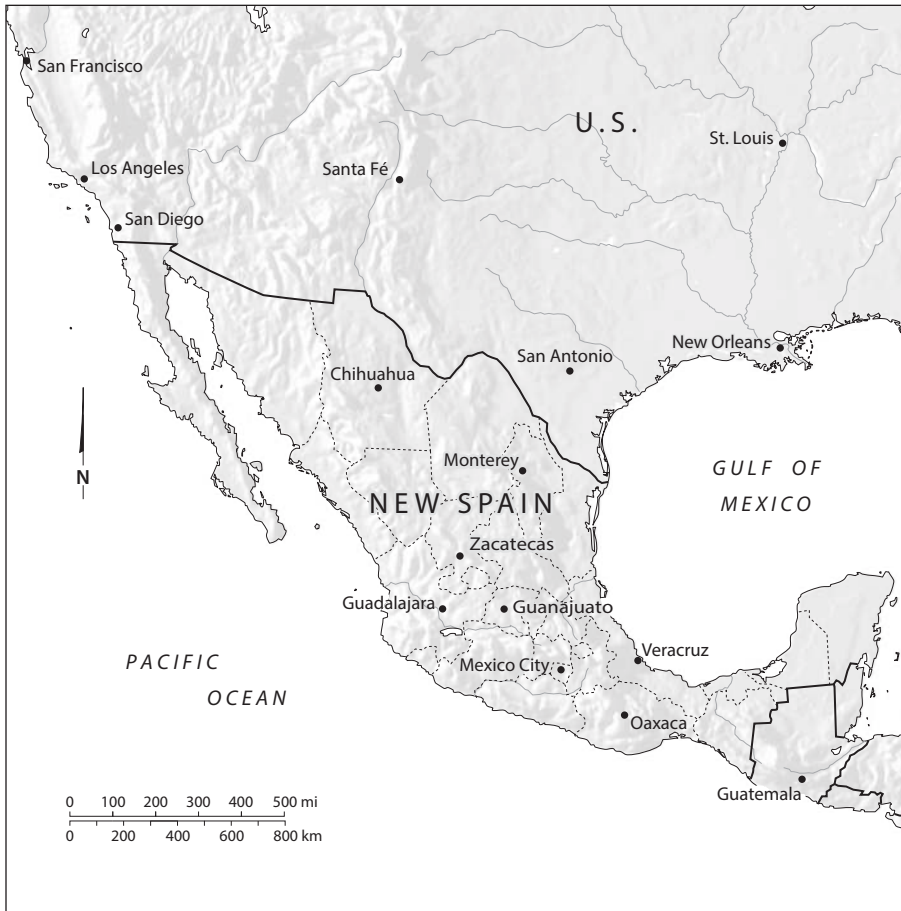 San Francisco
U.S.
St. Louis
Los Angeles
Santa Fé
San Diego
New Orleans
San Antonio
Chihuahua
Monterey
GULF OF
MEXICO
N
NEW SPAIN
Zacatecas
Guadalajara
Guanajuato
Veracruz
Mexico City
PACIFIC
OCEAN
Oaxaca
Guatemala
0 100 200 300 400 500 mi
0 200 400 600 800 km